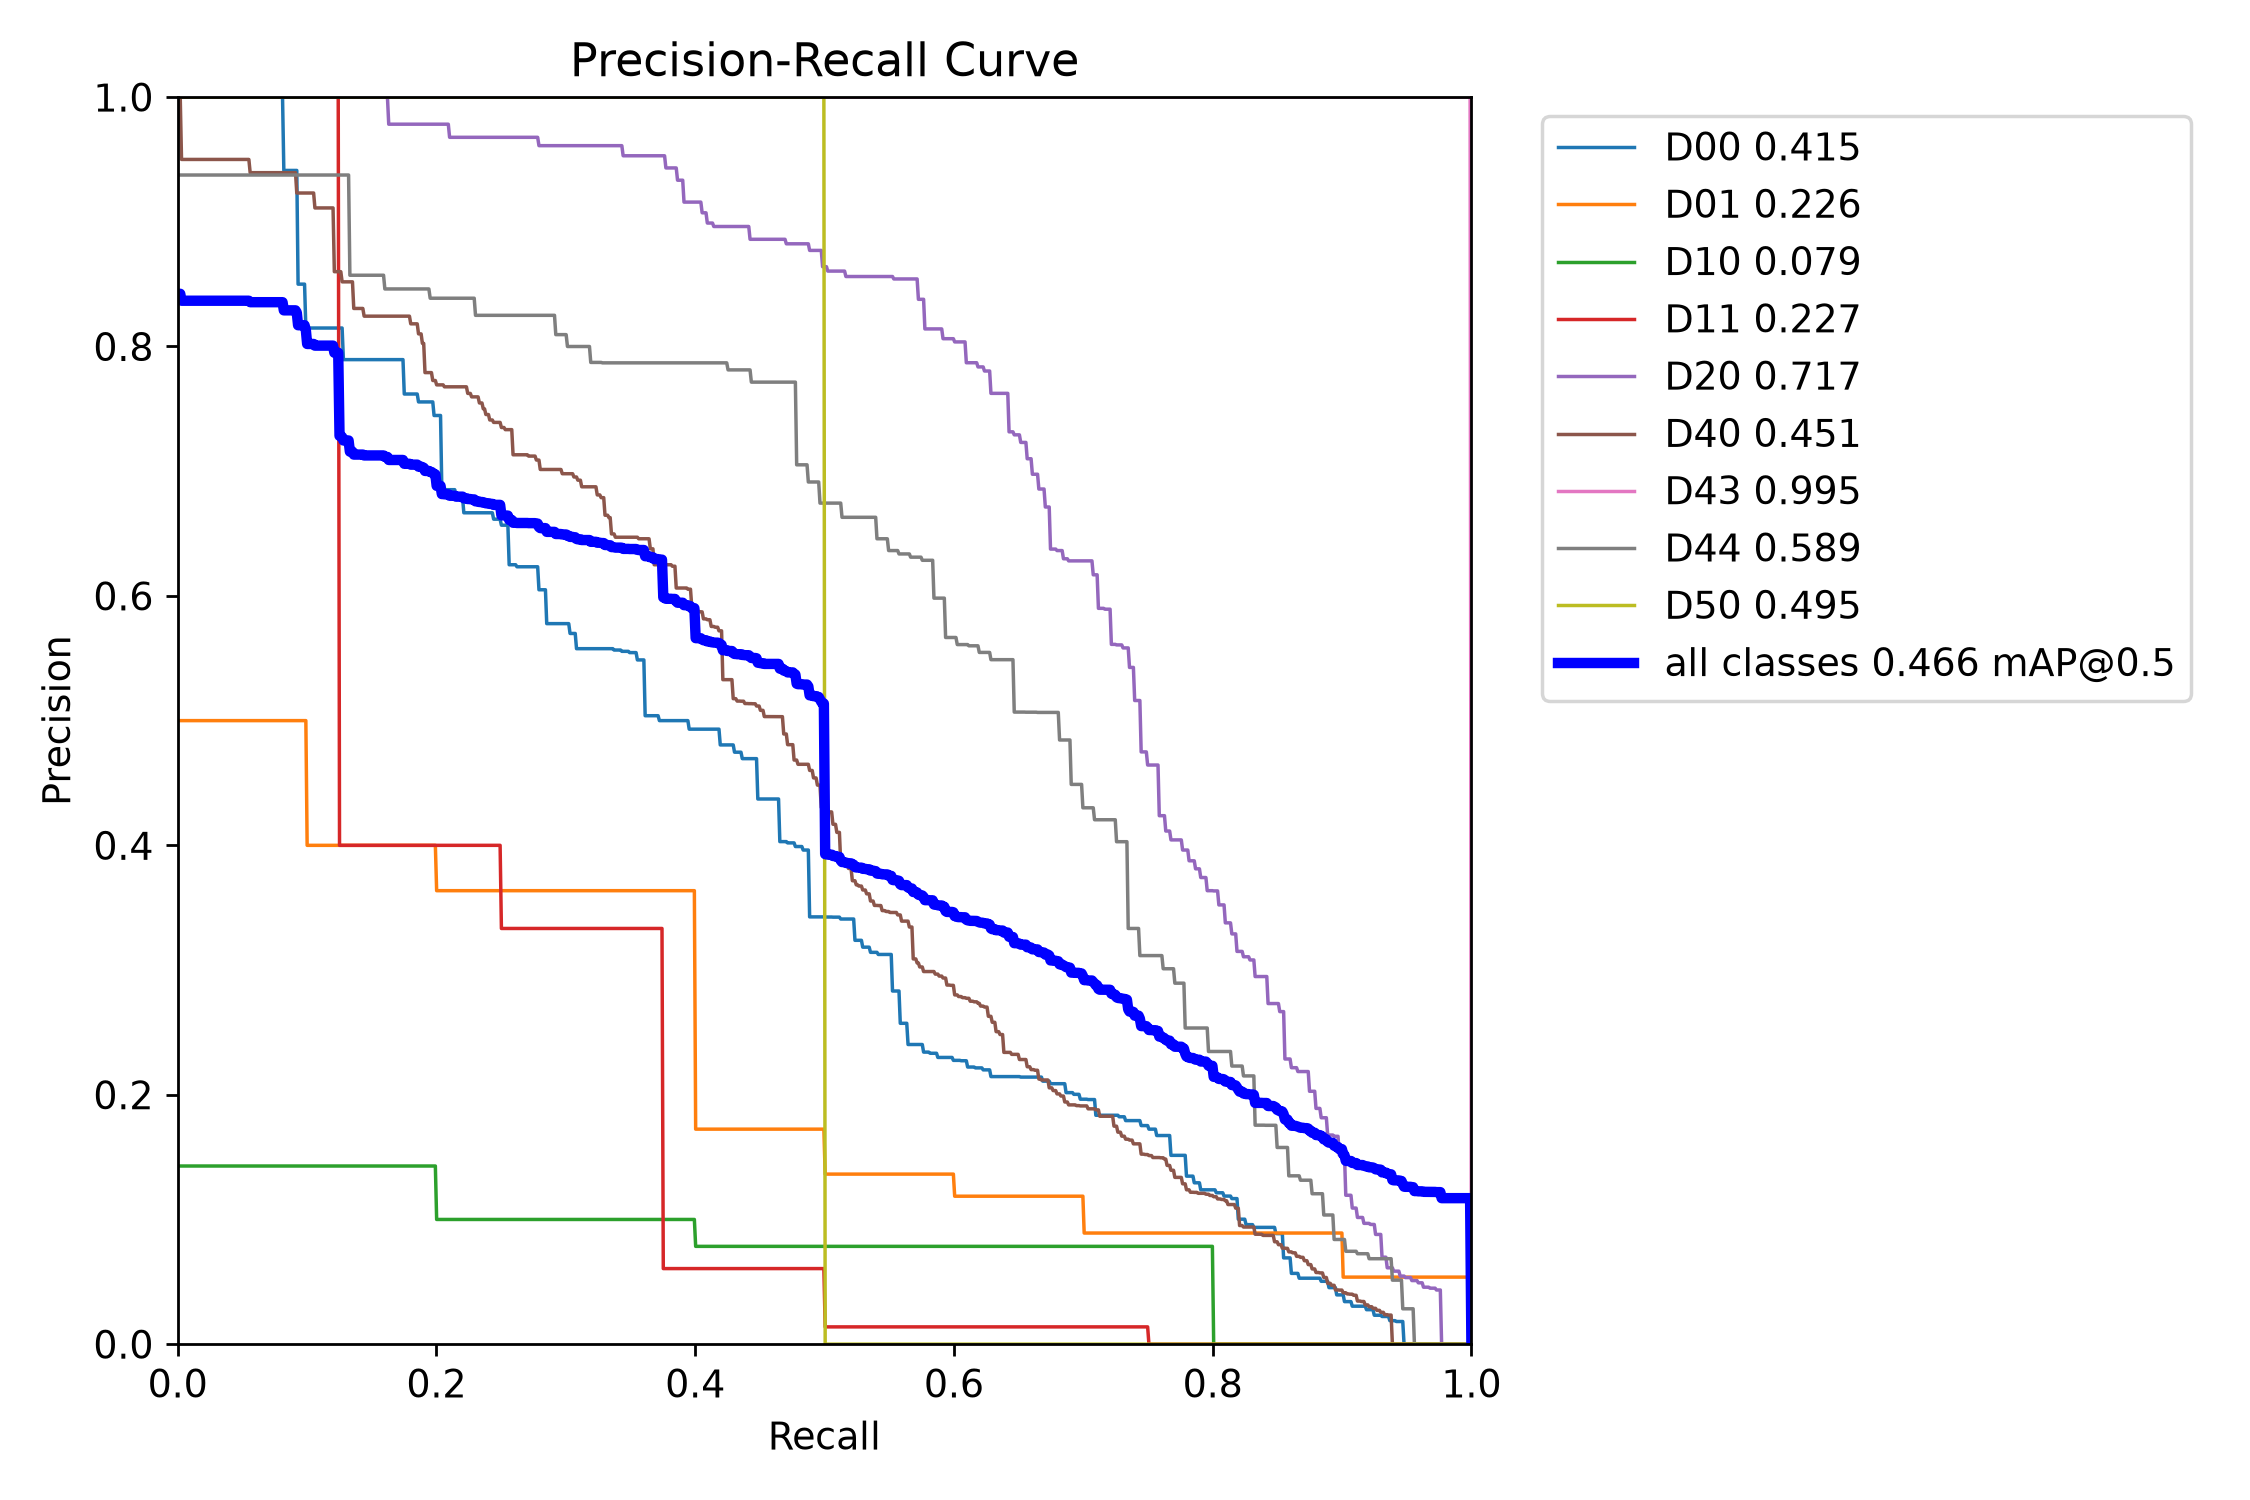 Precision-Recall Curve
1.0
0.8
0.6
0.4
0.2
0.0
Precision
0.0 0.2 0.4 0.6 0.8 1.0
Recall
D00 0.415
D01 0.226
D10 0.079
D11 0.227
D20 0.717
D40 0.451
D43 0.995
D44 0.589
D50 0.495
all classes 0.466 mAP@0.5